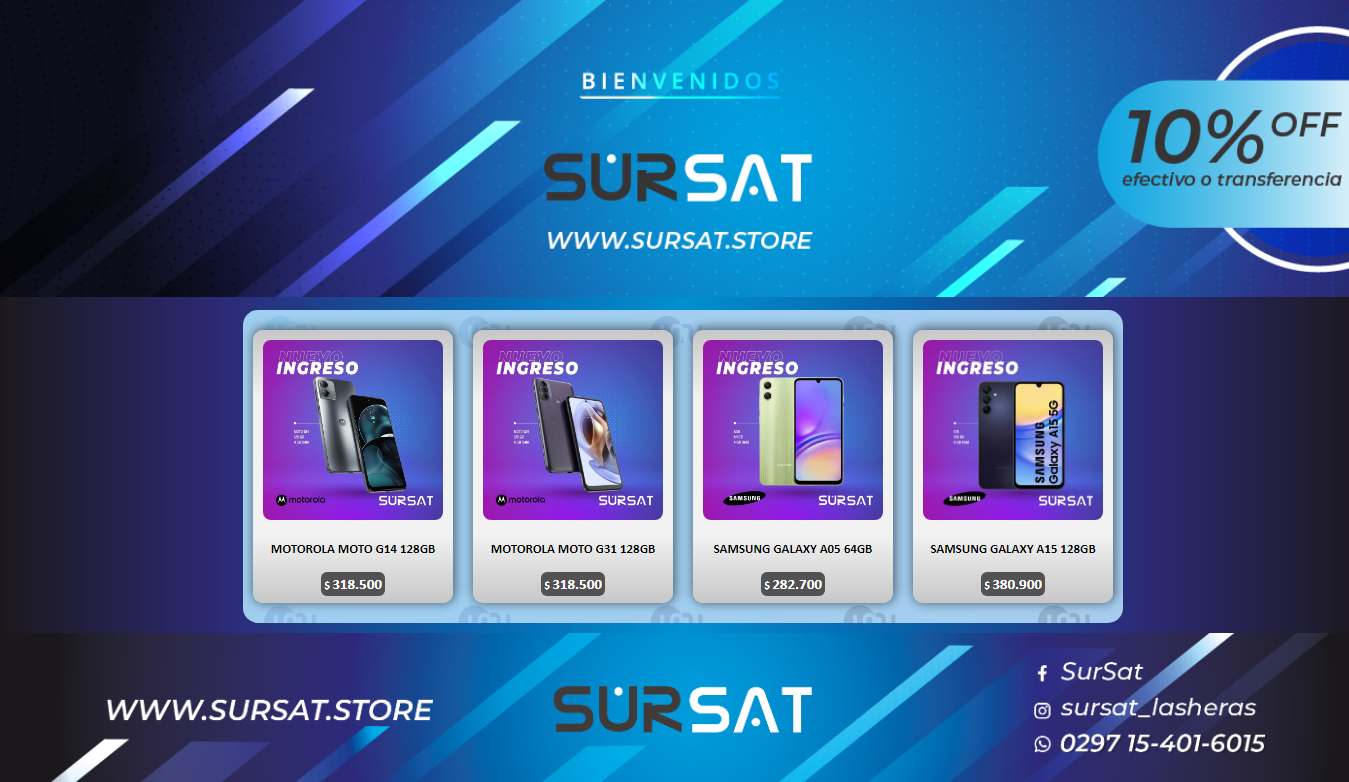 BIENVENIDOS
SURSAT
WWW.SURSAT.STORE
10% OFF
efectivo o transferencia
NUEVO
INGRESO
motorola
SURSAT
MOTOROLA MOTO G14 128GB
$ 318.500
NUEVO
INGRESO
motorola
SURSAT
MOTOROLA MOTO G31 128GB
$ 318.500
NUEVO
INGRESO
SAMSUNG
SURSAT
SAMSUNG GALAXY A05 64GB
$ 282.700
NUEVO
INGRESO
SAMSUNG
Galaxy A15 5G
SAMSUNG
SURSAT
SAMSUNG GALAXY A15 128GB
$ 380.900
WWW.SURSAT.STORE
SURSAT
SurSat
sursat_lasheras
0297 15-401-6015